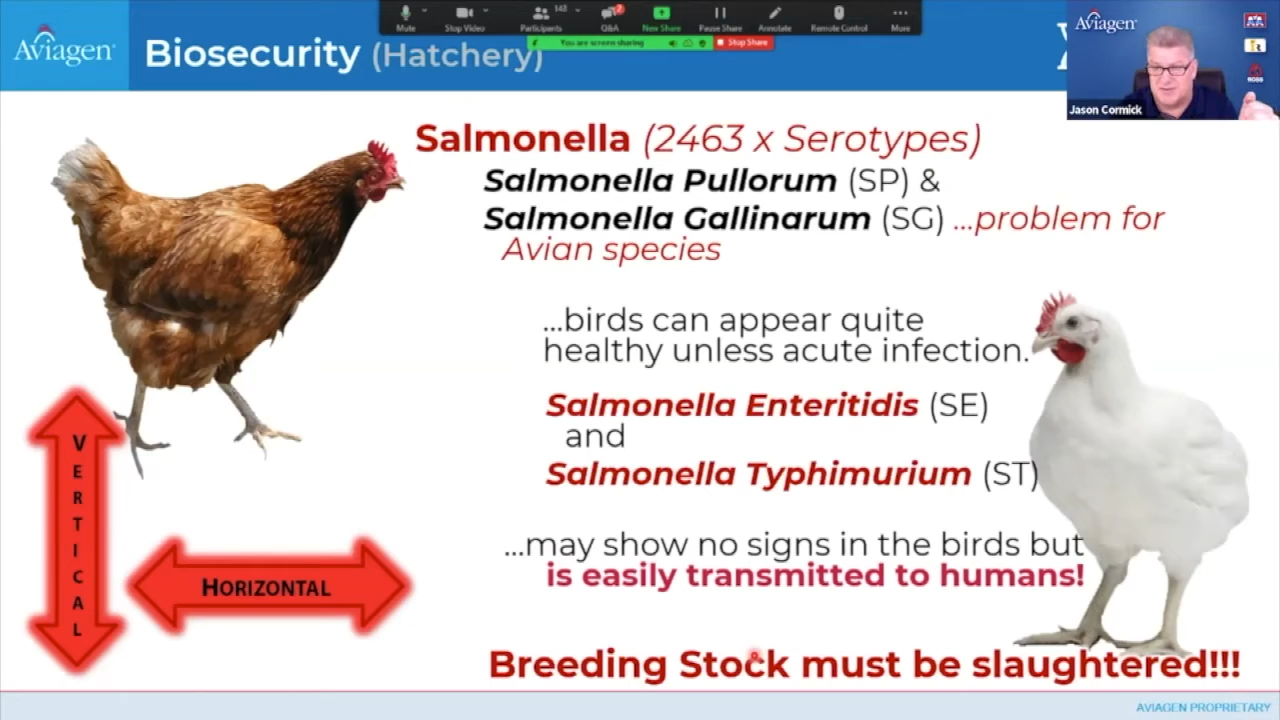 Mute
Stop Video
Participants
143
Q&A
2
New Share
Pause Share
Annotate
Remote Control
More
You are screen sharing
Stop Share
Aviagen
Biosecurity (Hatchery)
Aviagen
Jason Cormick
ROSS
Salmonella (2463 x Serotypes)
Salmonella Pullorum (SP) &
Salmonella Gallinarum (SG) ...problem for
Avian species
...birds can appear quite
healthy unless acute infection.
Salmonella Enteritidis (SE)
and
Salmonella Typhimurium (ST)
...may show no signs in the birds but
is easily transmitted to humans!
VERTICAL
HORIZONTAL
Breeding Stock must be slaughtered!!!
AVIAGEN PROPRIETARY